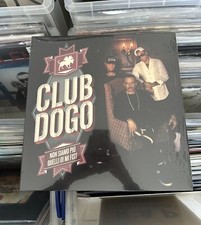 CLUB
DOGO
NON SIAMO PIÙ
QUELLI DI MI FIST